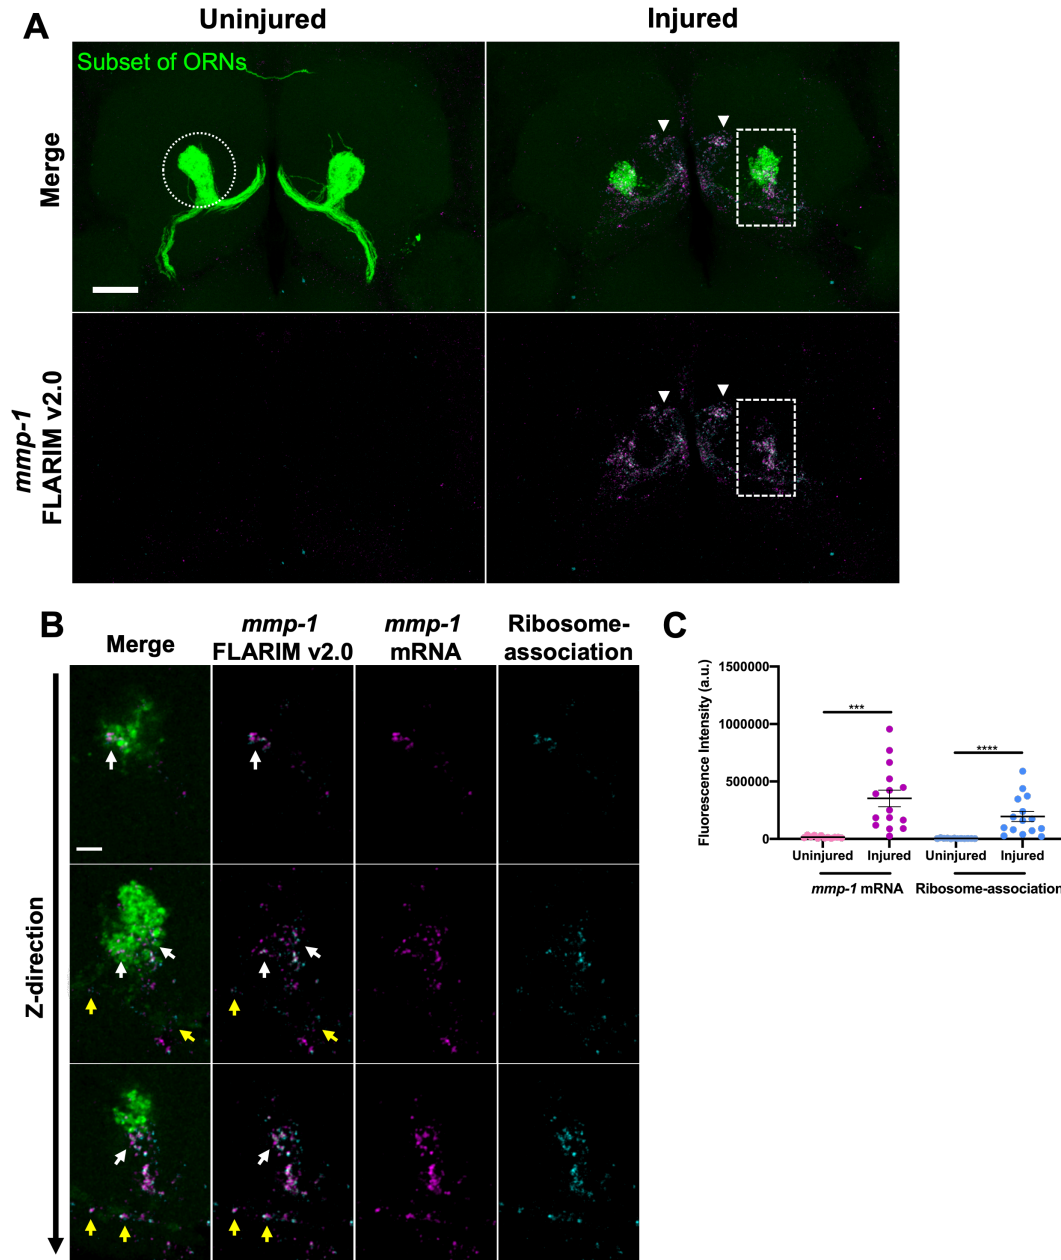 A
Uninjured
Injured
Subset of ORNs
Merge
mmp-1
FLARIM v2.0
B
Merge
mmp-1
FLARIM v2.0
mmp-1
mRNA
Ribosome-
association
Z-direction
C
Fluorescence Intensity (a.u.)
1500000
1000000
500000
0
***
****
Uninjured
Injured
Uninjured
Injured
mmp-1 mRNA
Ribosome-association